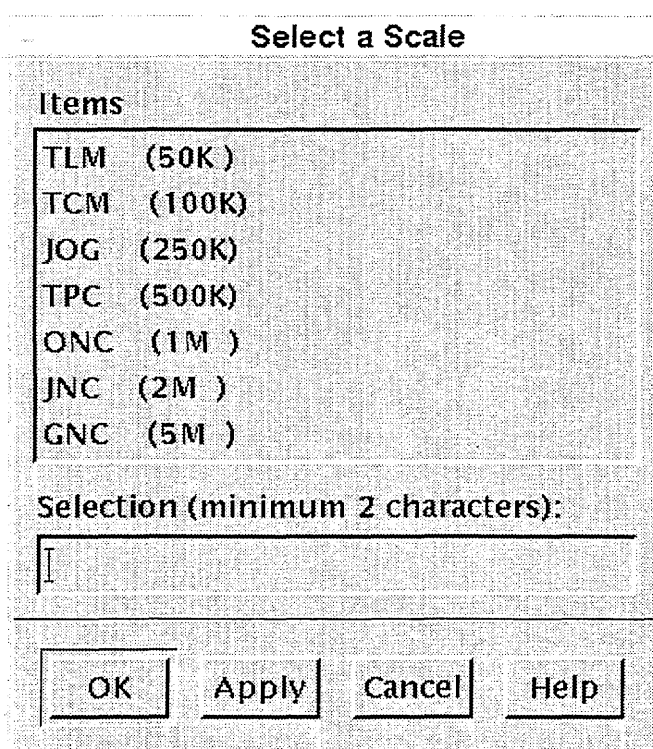 Select a Scale
Items
TLM (50K )
TCM (100K)
JOG (250K)
TPC (500K)
ONC (1M )
JNC (2M )
GNC (5M )
Selection (minimum 2 characters):
OK Apply Cancel Help